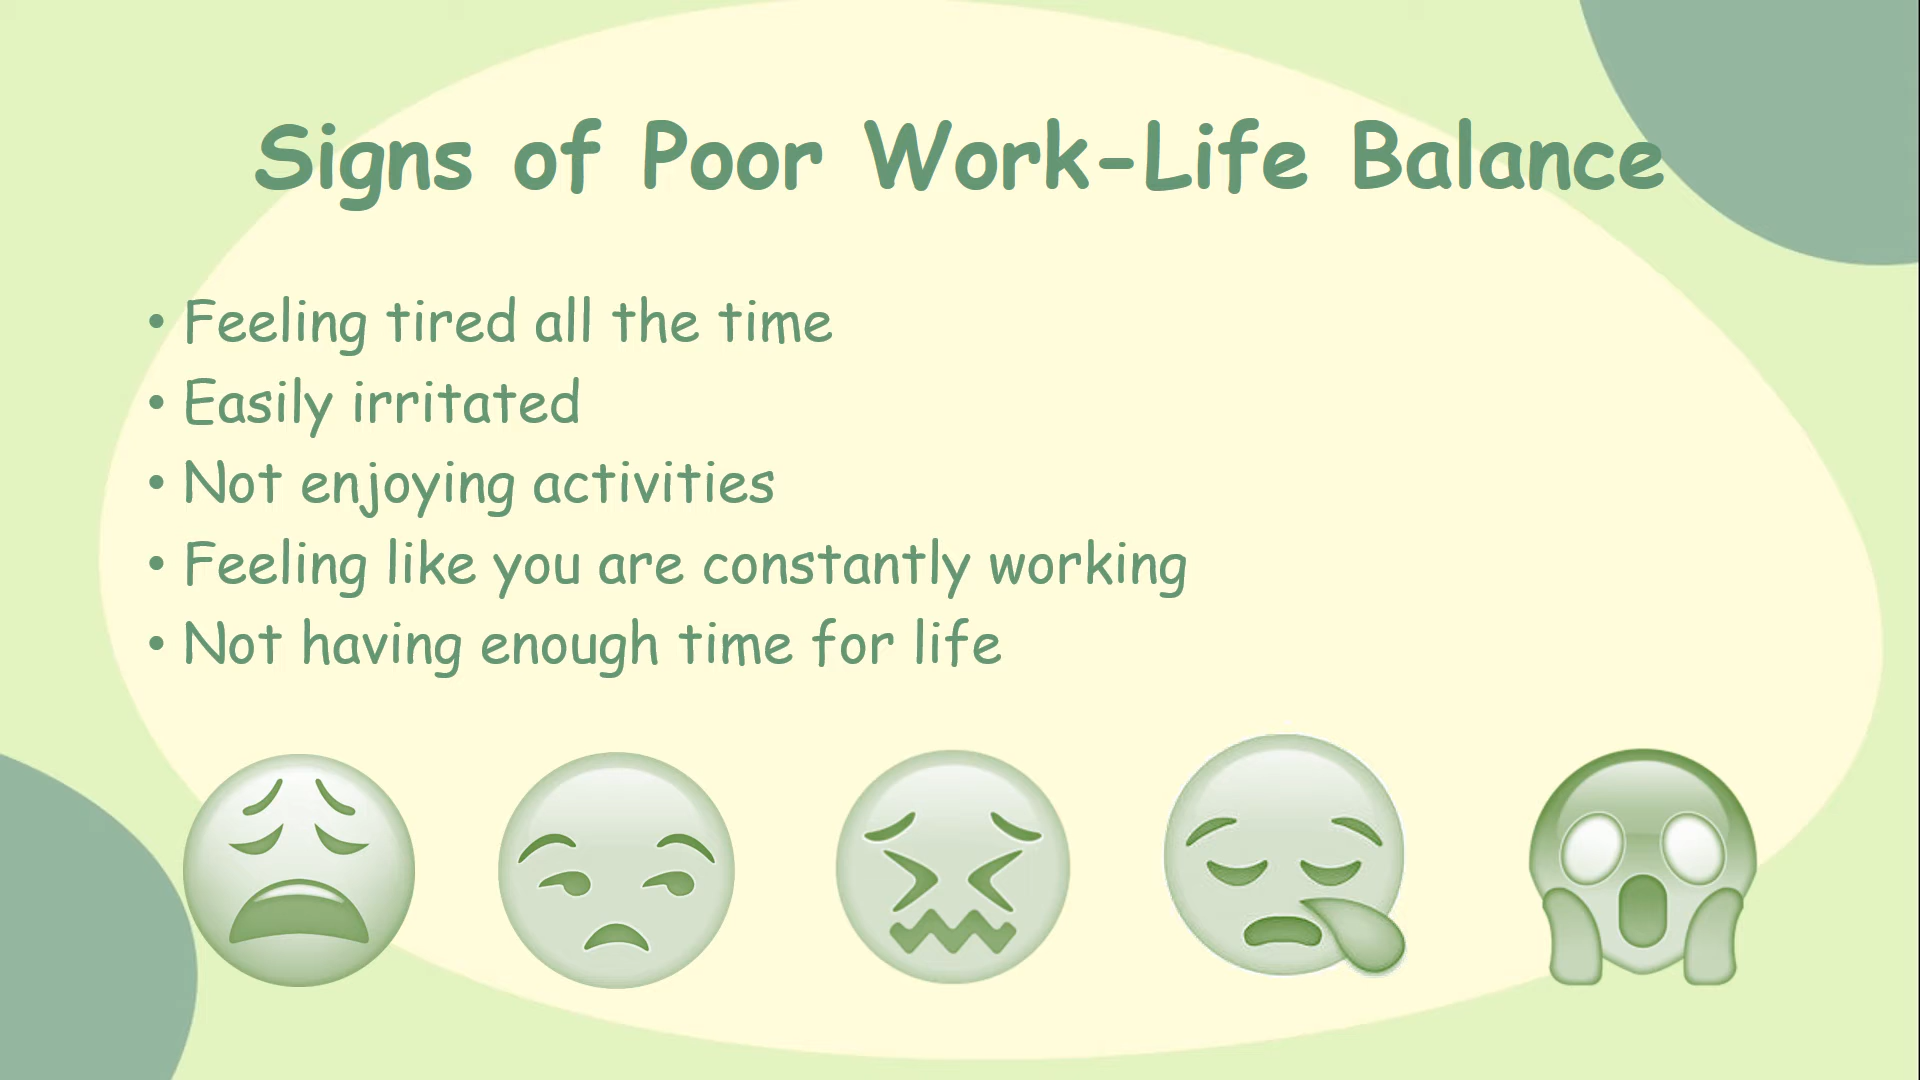 Signs of Poor Work-Life Balance
• Feeling tired all the time
• Easily irritated
• Not enjoying activities
• Feeling like you are constantly working
• Not having enough time for life